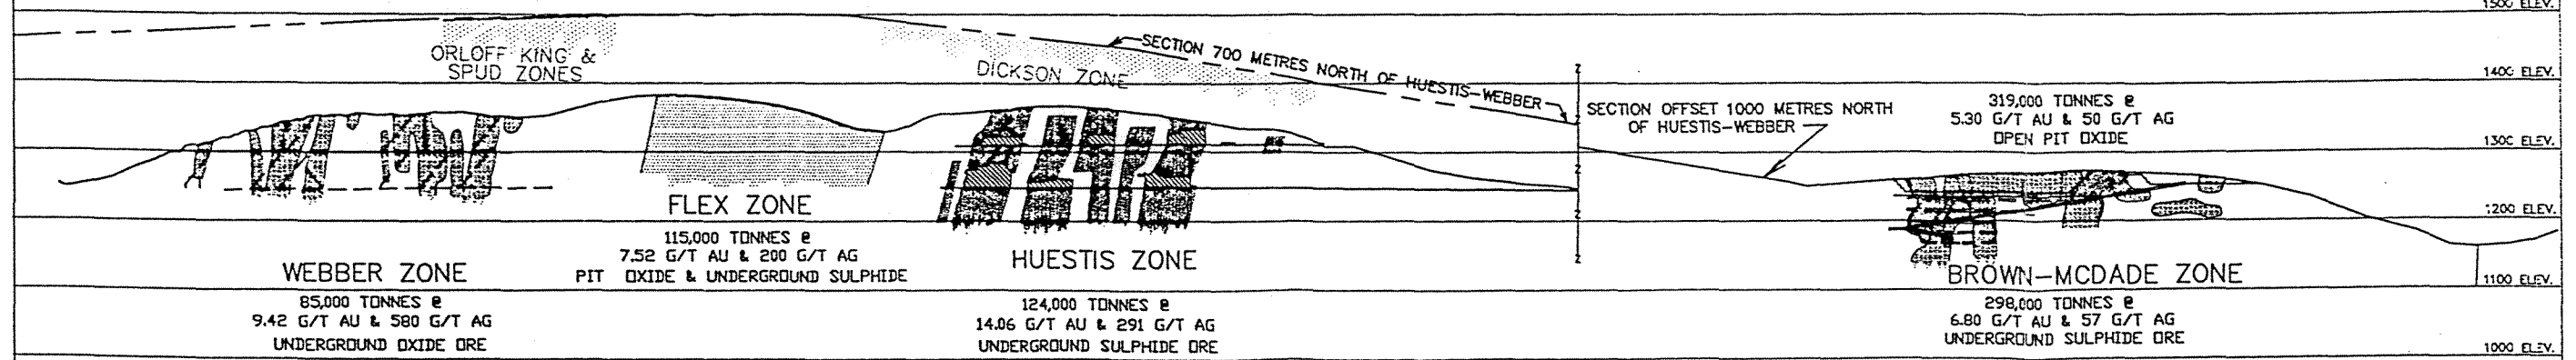 1500 ELEV.
ORLOFF KING &
SPUD ZONES
DICKSON ZONE
SECTION 700 METRES NORTH OF HUESTIS-WEBBER
1400 ELEV.
Z
SECTION OFFSET 1000 METRES NORTH
OF HUESTIS-WEBBER
319,000 TONNES @
5.30 G/T AU & 50 G/T AG
OPEN PIT OXIDE
Z
1300 ELEV.
Z
Z
1200 ELEV.
Z
FLEX ZONE
115,000 TONNES @
7.52 G/T AU & 200 G/T AG
PIT OXIDE & UNDERGROUND SULPHIDE
WEBBER ZONE
85,000 TONNES @
9.42 G/T AU & 580 G/T AG
UNDERGROUND OXIDE ORE
HUESTIS ZONE
124,000 TONNES @
14.06 G/T AU & 291 G/T AG
UNDERGROUND SULPHIDE ORE
BROWN-MCDADE ZONE
298,000 TONNES @
6.80 G/T AU & 57 G/T AG
UNDERGROUND SULPHIDE ORE
1100 ELEV.
1000 ELEV.